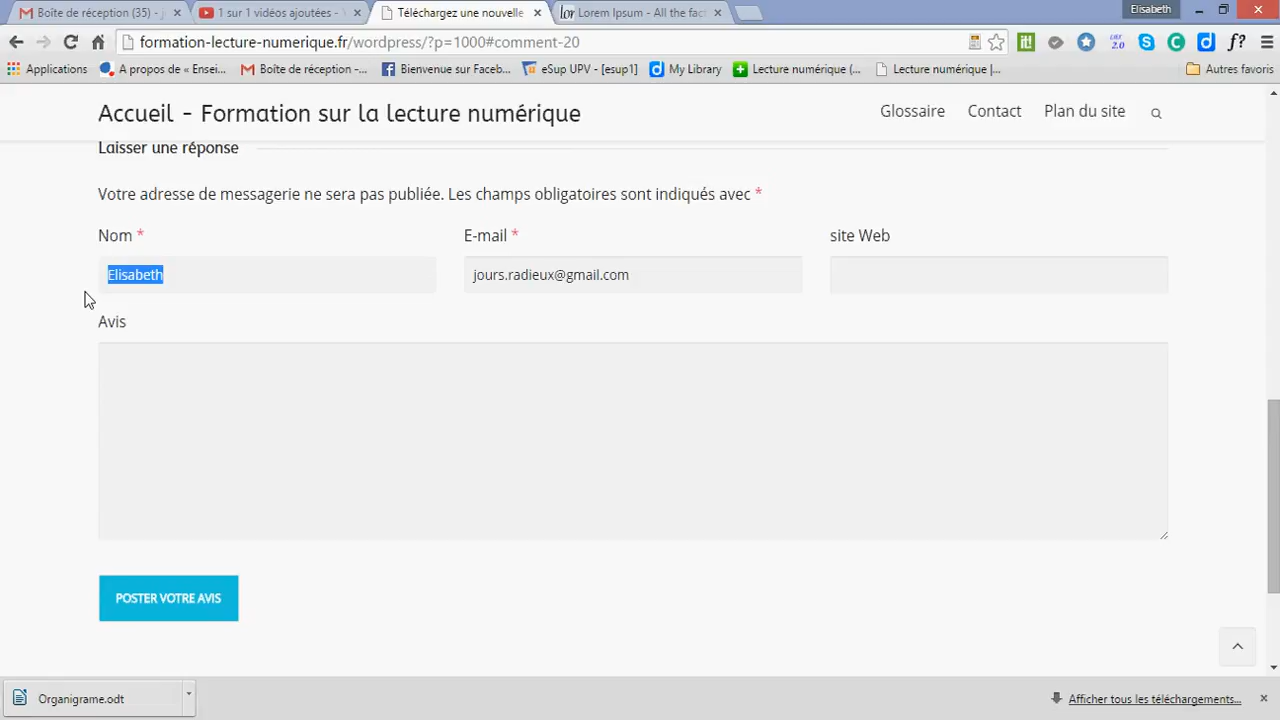 Boîte de réception (35) - j
1 sur 1 vidéos ajoutées -
Téléchargez une nouvelle
Lorem Ipsum - All the fact
Elisabeth
formation-lecture-numerique.fr/wordpress/?p=1000#comment-20
Applications
A propos de « Ensei...
Boîte de réception -...
Bienvenue sur Faceb...
eSup UPV - [esup1]
My Library
Lecture numérique (...
Lecture numérique |...
Autres favoris
Accueil - Formation sur la lecture numérique
Glossaire
Contact
Plan du site
Laisser une réponse
Votre adresse de messagerie ne sera pas publiée. Les champs obligatoires sont indiqués avec *
Nom *
E-mail *
site Web
Elisabeth
jours.radieux@gmail.com
Avis
POSTER VOTRE AVIS
Organigrame.odt
Afficher tous les téléchargements...